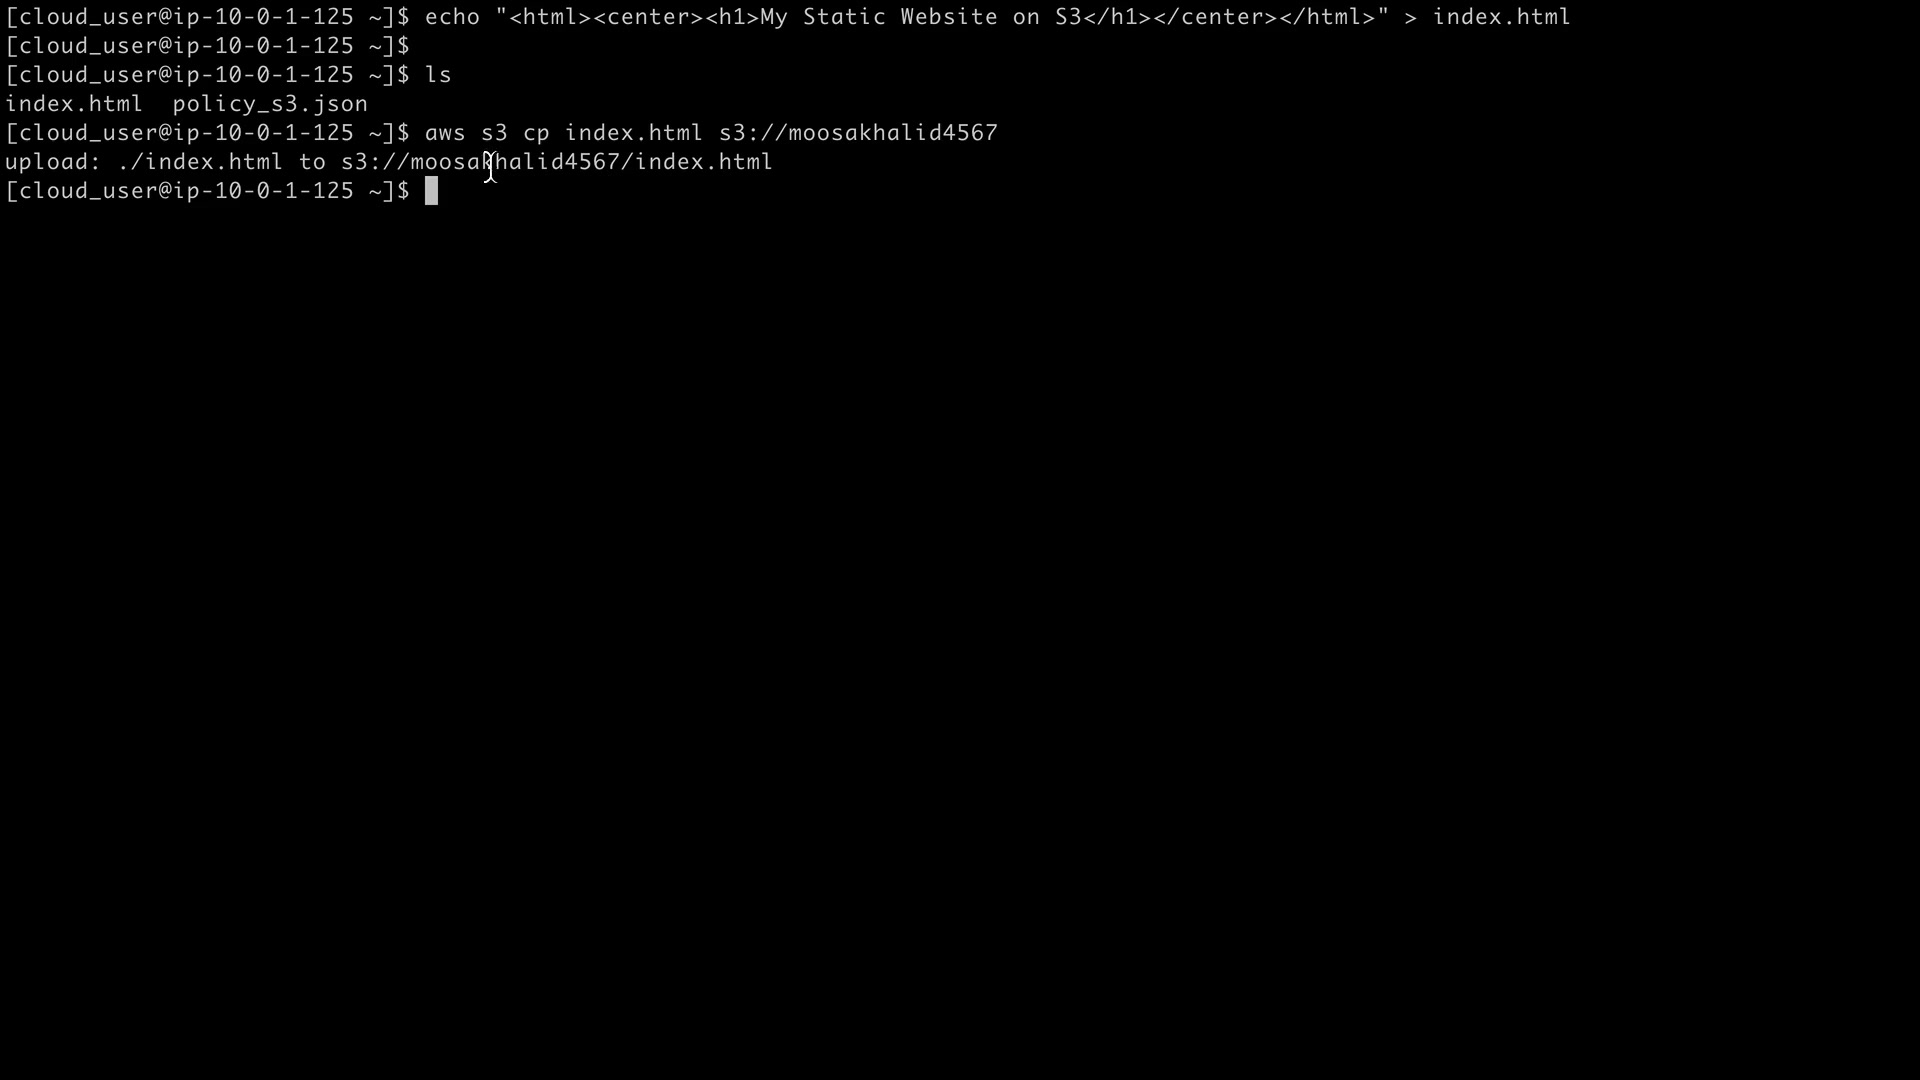 [cloud_user@ip-10-0-1-125 ~]$ echo "<html><center><h1>My Static Website on S3</h1></center></html>" > index.html
[cloud_user@ip-10-0-1-125 ~]$
[cloud_user@ip-10-0-1-125 ~]$ ls
index.html  policy_s3.json
[cloud_user@ip-10-0-1-125 ~]$ aws s3 cp index.html s3://moosakhalid4567
upload: ./index.html to s3://moosakhalid4567/index.html
[cloud_user@ip-10-0-1-125 ~]$